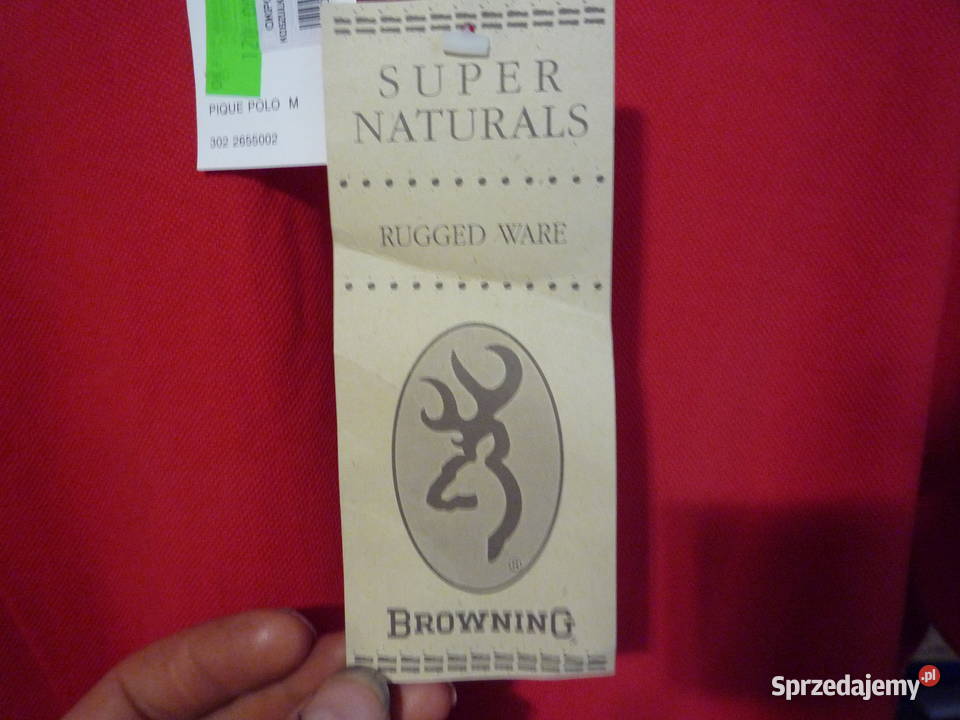 PIQUE POLO M
302 2655002
SUPER
NATURALS
RUGGED WARE
®
BROWNING
Sprzedajemy.pl